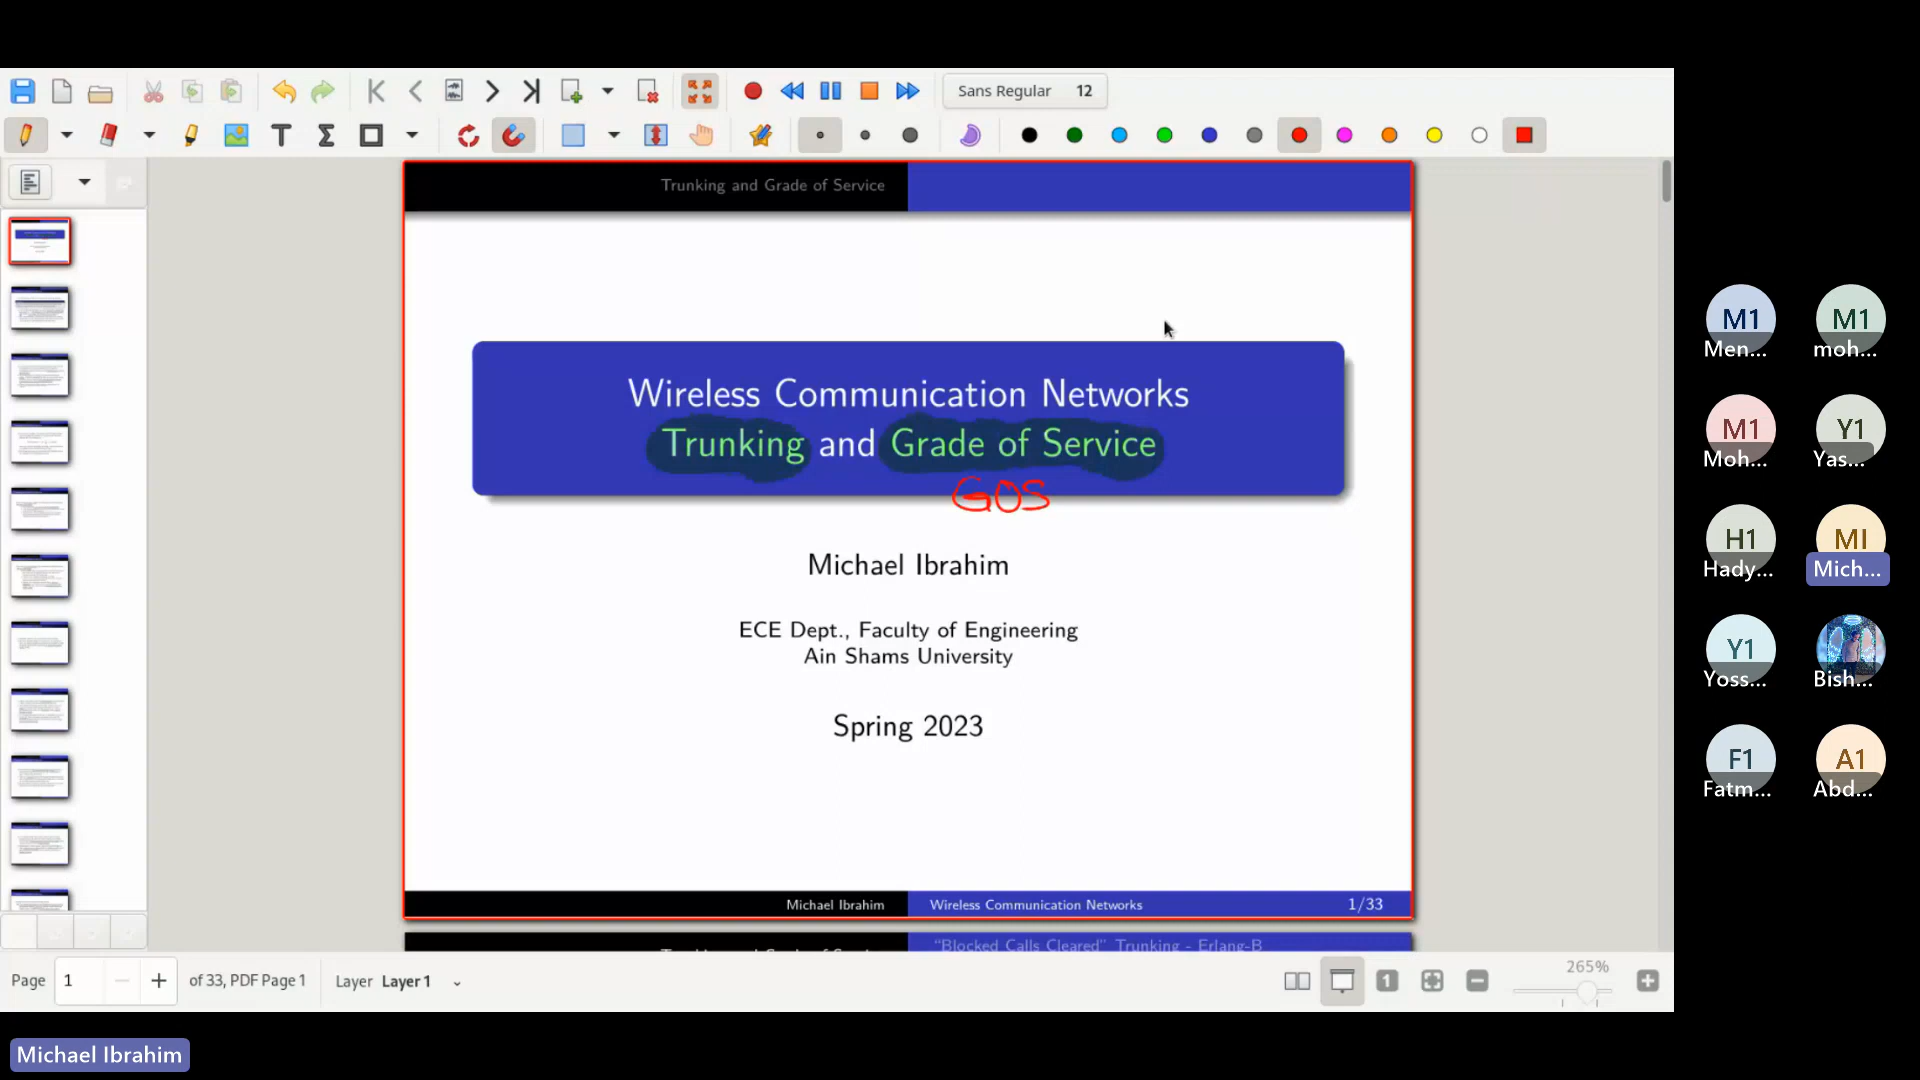 Sans Regular 12
Trunking and Grade of Service
Wireless Communication Networks
Trunking and Grade of Service
GOS
Michael Ibrahim
ECE Dept., Faculty of Engineering
Ain Shams University
Spring 2023
Michael Ibrahim Wireless Communication Networks 1/33
"Blocked Calls Cleared" Trunking - Erlang-B
Page 1 of 33, PDF Page 1 Layer Layer 1 265%
1
M1 M1
Men... moh...
M1 Y1
Moh... Yas...
H1 MI
Hady... Mich...
Y1
Yoss... Bish...
F1 A1
Fatm... Abd...
Michael Ibrahim